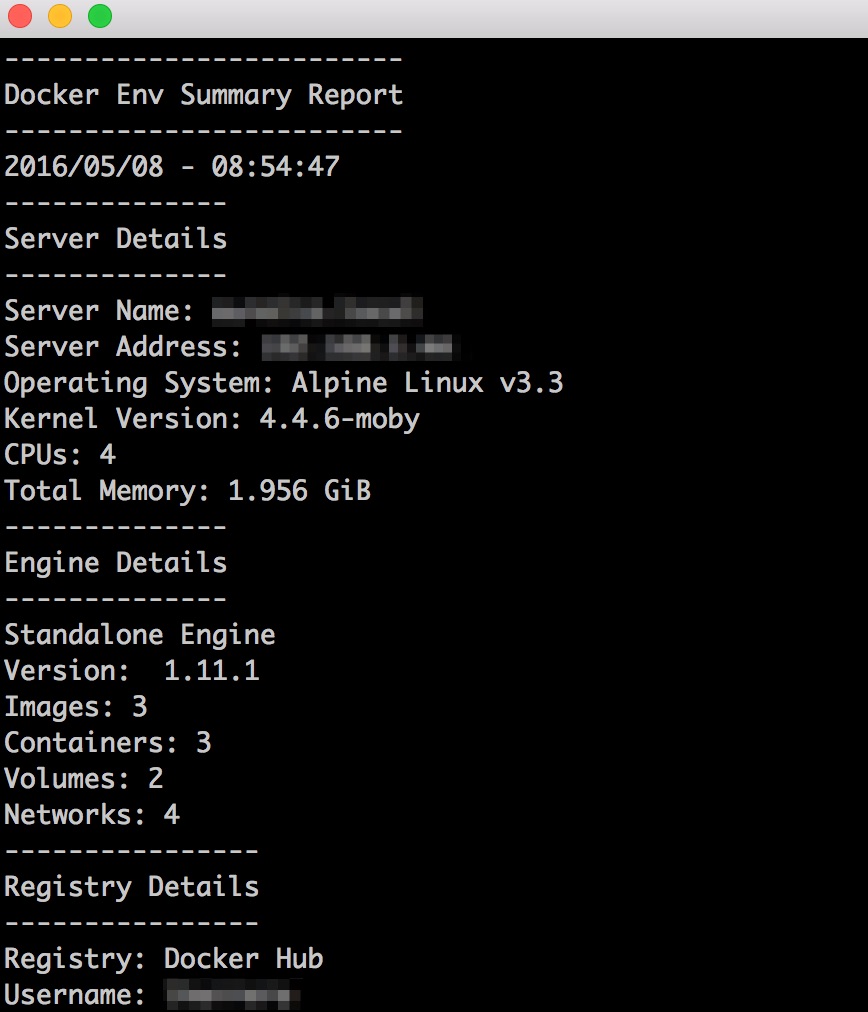 -------------------------
Docker Env Summary Report
-------------------------
2016/05/08 - 08:54:47
--------------
Server Details
--------------
Server Name:
Server Address:
Operating System: Alpine Linux v3.3
Kernel Version: 4.4.6-moby
CPUs: 4
Total Memory: 1.956 GiB
--------------
Engine Details
--------------
Standalone Engine
Version:  1.11.1
Images: 3
Containers: 3
Volumes: 2
Networks: 4
----------------
Registry Details
----------------
Registry: Docker Hub
Username: